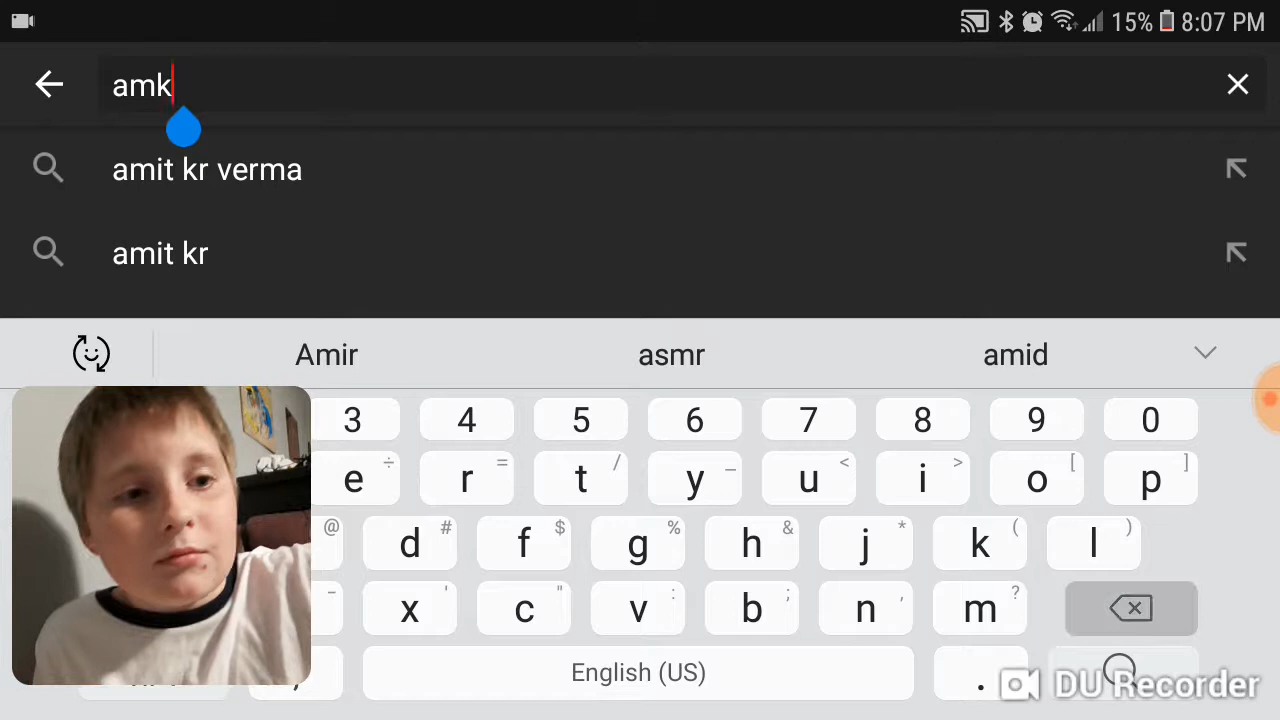 15% 8:07 PM
amk
amit kr verma
amit kr
Amir asmr amid
3 4 5 6 7 8 9 0
e ÷ r = t / y _ u < i > o [ p ]
@ d # f $ g % h & j * k ( l )
- x ' c " v : b ; n , m ?
, English (US) .
DU Recorder